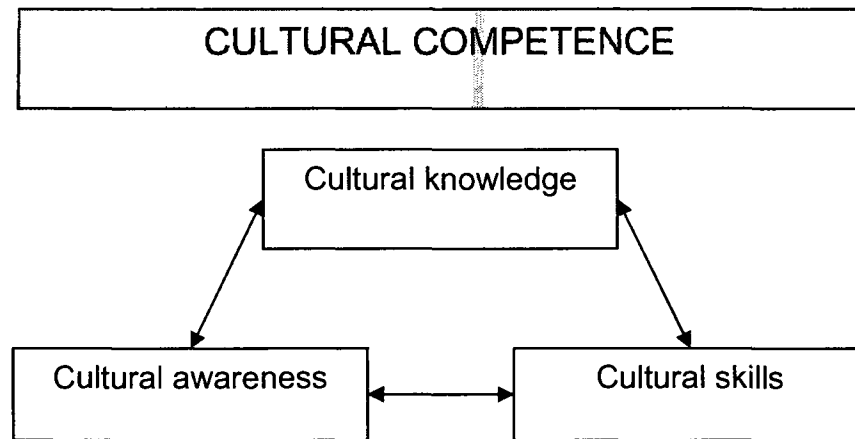 CULTURAL COMPETENCE
Cultural knowledge
Cultural awareness
Cultural skills